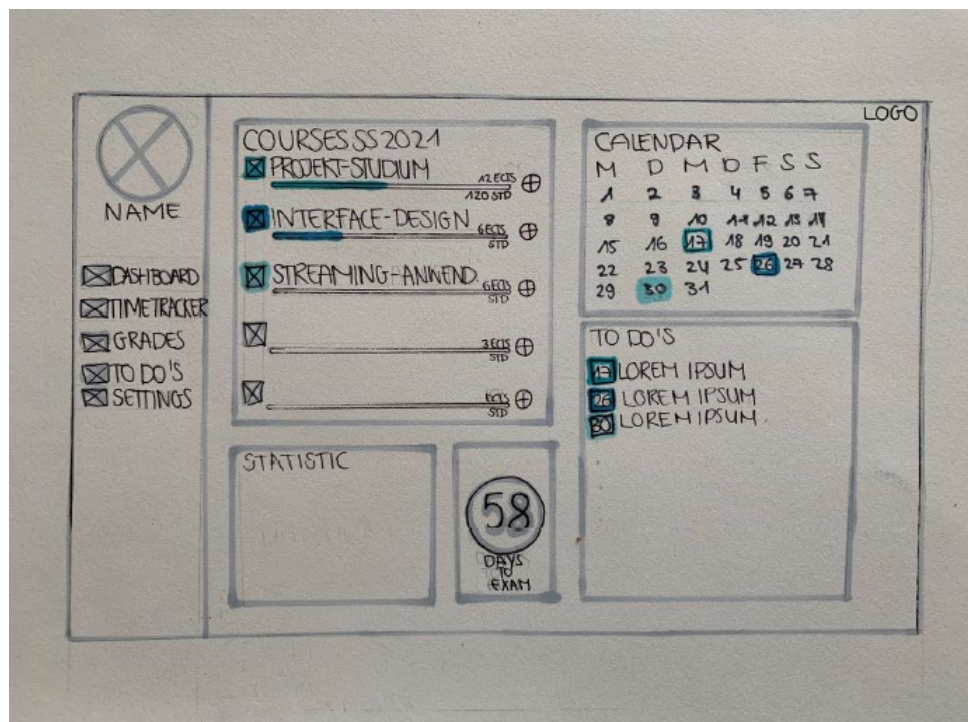 LOGO
NAME
DASHBOARD
TIMETRACKER
GRADES
TO DO'S
SETTINGS
COURSES SS 2021
PROJEKT-STUDIUM
12 ECTS
120 STD
INTERFACE-DESIGN
6 ECTS
STD
STREAMING-ANWEND.
6 ECTS
STD
3 ECTS
STD
ECTS
STD
CALENDAR
M D M D F S S
1 2 3 4 5 6 7
8 9 10 11 12 13 14
15 16 17 18 19 20 21
22 23 24 25 26 27 28
29 30 31
TO DO'S
17 LOREM IPSUM
26 LOREM IPSUM
30 LOREM IPSUM.
STATISTIC
58
DAYS
TO
EXAM